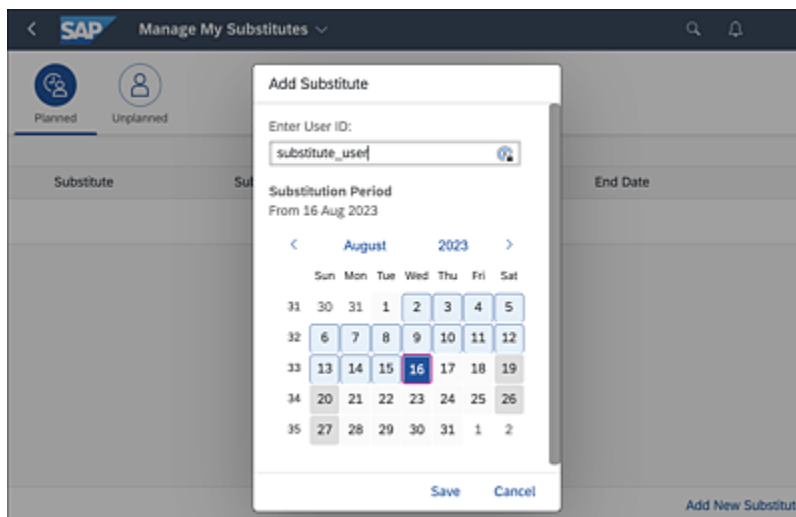 SAP Manage My Substitutes
Planned
Unplanned
Substitute
Sul
End Date
Add Substitute
Enter User ID:
substitute_user
Substitution Period
From 16 Aug 2023
August 2023
Sun Mon Tue Wed Thu Fri Sat
31 30 31 1 2 3 4 5
32 6 7 8 9 10 11 12
33 13 14 15 16 17 18 19
34 20 21 22 23 24 25 26
35 27 28 29 30 31 1 2
Save Cancel
Add New Substitut